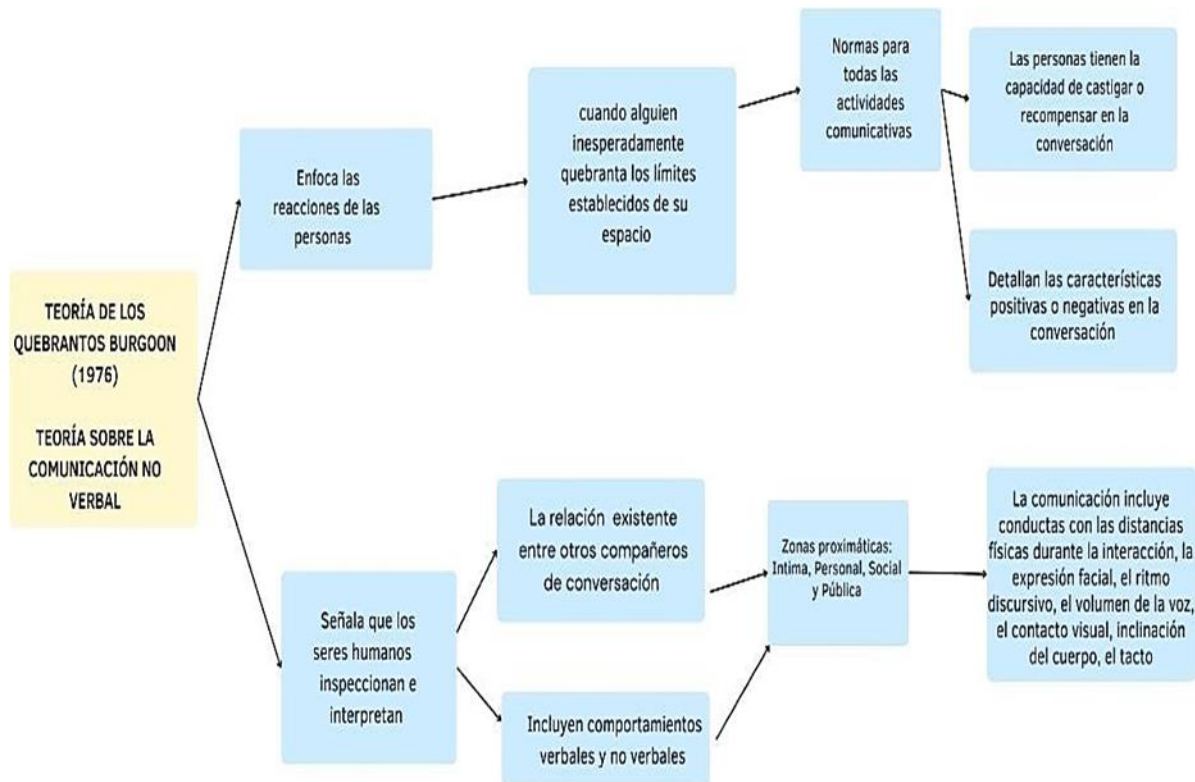 TEORÍA DE LOS
QUEBRANTOS BURGOON
(1976)
TEORÍA SOBRE LA
COMUNICACIÓN NO
VERBAL
Enfoca las
reacciones de las
personas
cuando alguien
inesperadamente
quebranta los límites
establecidos de su
espacio
Normas para
todas las
actividades
comunicativas
Las personas tienen la
capacidad de castigar o
recompensar en la
conversación
Detallan las características
positivas o negativas en la
conversación
Señala que los
seres humanos
inspeccionan e
interpretan
La relación existente
entre otros compañeros
de conversación
Incluyen comportamientos
verbales y no verbales
Zonas proximáticas:
Intima, Personal, Social
y Pública
La comunicación incluye
conductas con las distancias
físicas durante la interacción, la
expresión facial, el ritmo
discursivo, el volumen de la voz,
el contacto visual, inclinación
del cuerpo, el tacto